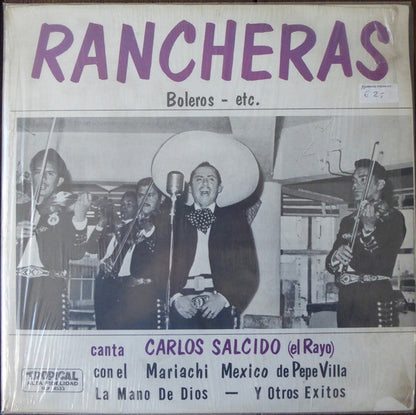 RANCHERAS
Boleros - etc.
€ 2,-
canta CARLOS SALCIDO (el Rayo)
con el Mariachi Mexico de Pepe Villa
La Mano De Dios — Y Otros Exitos
TROPICAL
ALTA FIDELIDAD